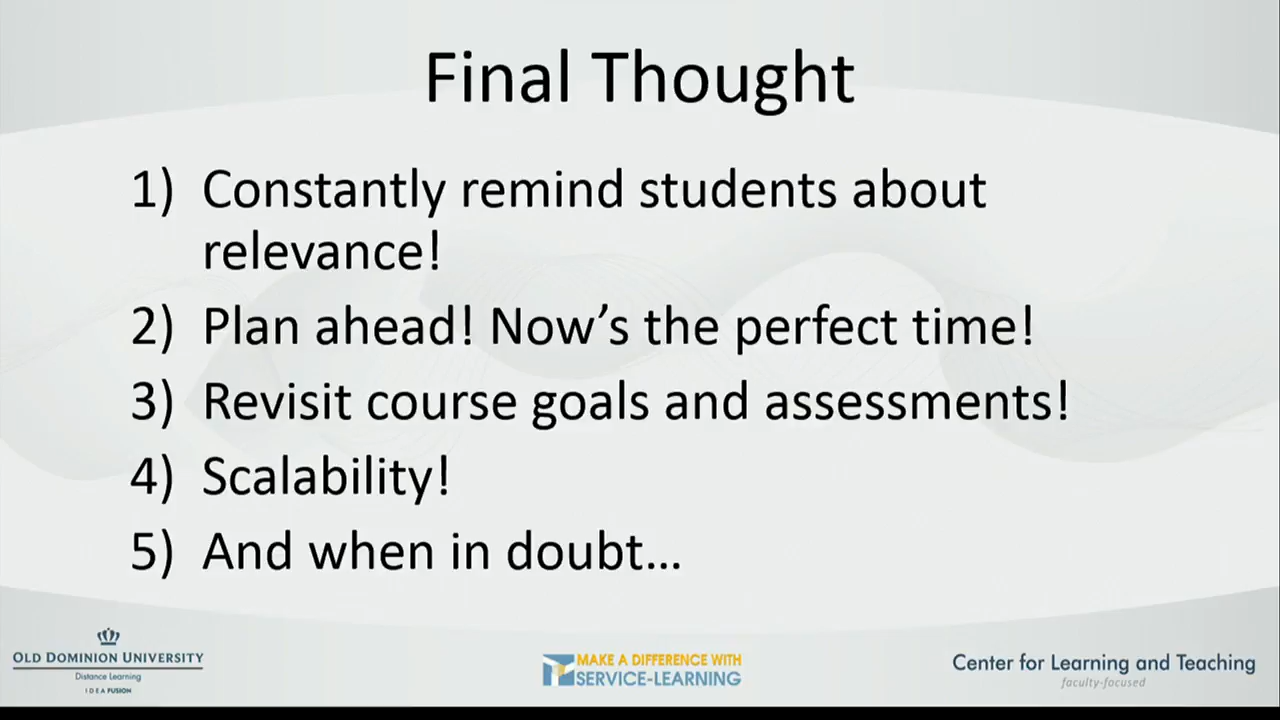 Final Thought
1) Constantly remind students about
relevance!
2) Plan ahead! Now’s the perfect time!
3) Revisit course goals and assessments!
4) Scalability!
5) And when in doubt...
OLD DOMINION UNIVERSITY
Distance Learning
IDEA FUSION
MAKE A DIFFERENCE WITH
SERVICE-LEARNING
Center for Learning and Teaching
faculty-focused